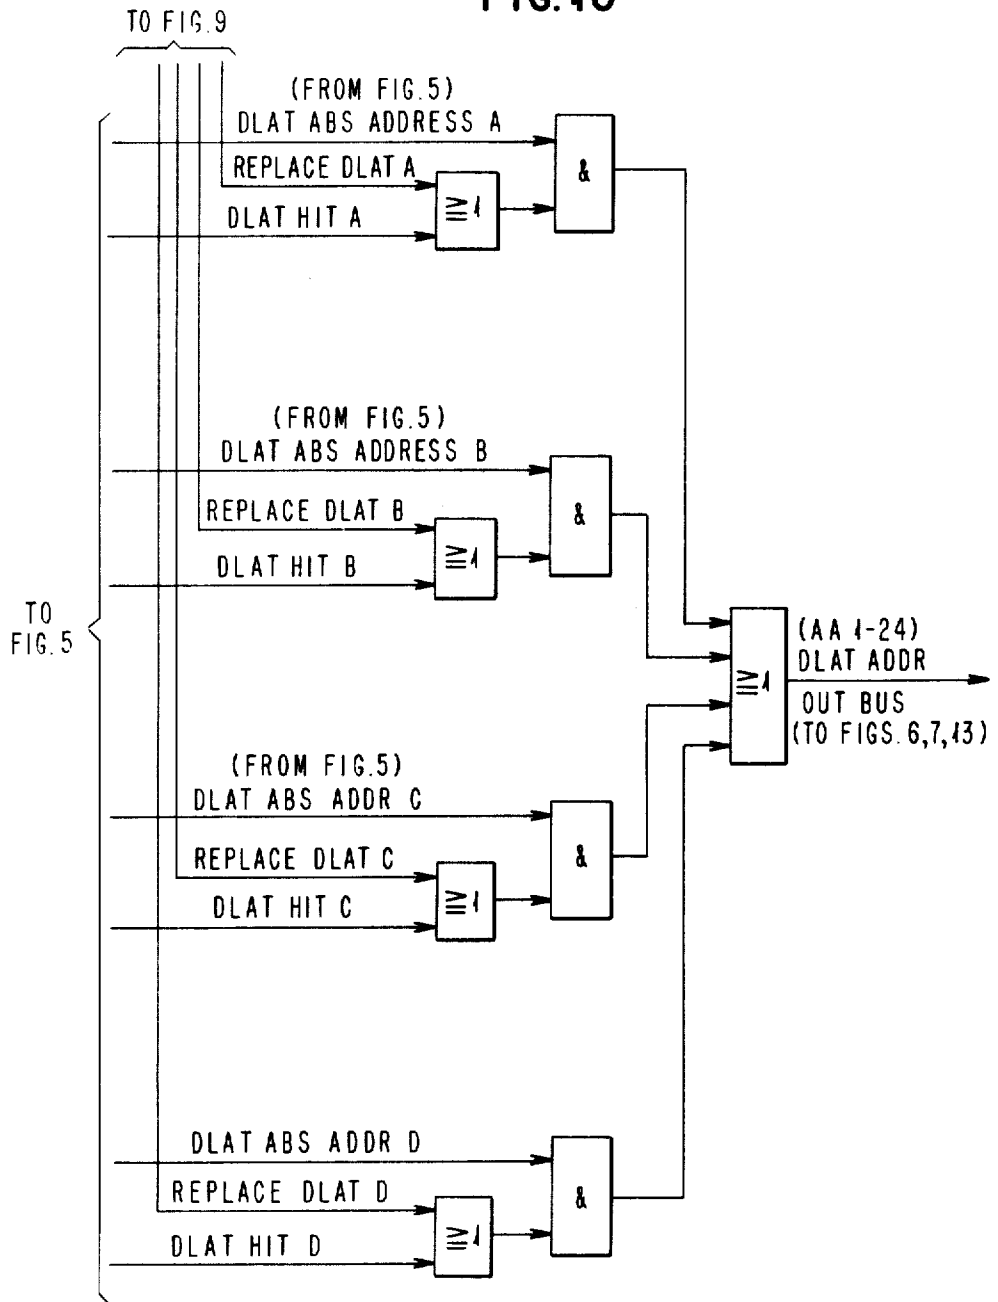 FIG. 10
TO FIG. 9
(FROM FIG. 5)
DLAT ABS ADDRESS A
REPLACE DLAT A
DLAT HIT A
≧1
&
(FROM FIG. 5)
DLAT ABS ADDRESS B
REPLACE DLAT B
DLAT HIT B
≧1
&
TO
FIG. 5
(AA 1-24)
DLAT ADDR
OUT BUS
(TO FIGS. 6,7,13)
≧1
(FROM FIG. 5)
DLAT ABS ADDR C
REPLACE DLAT C
DLAT HIT C
≧1
&
DLAT ABS ADDR D
REPLACE DLAT D
DLAT HIT D
≧1
&